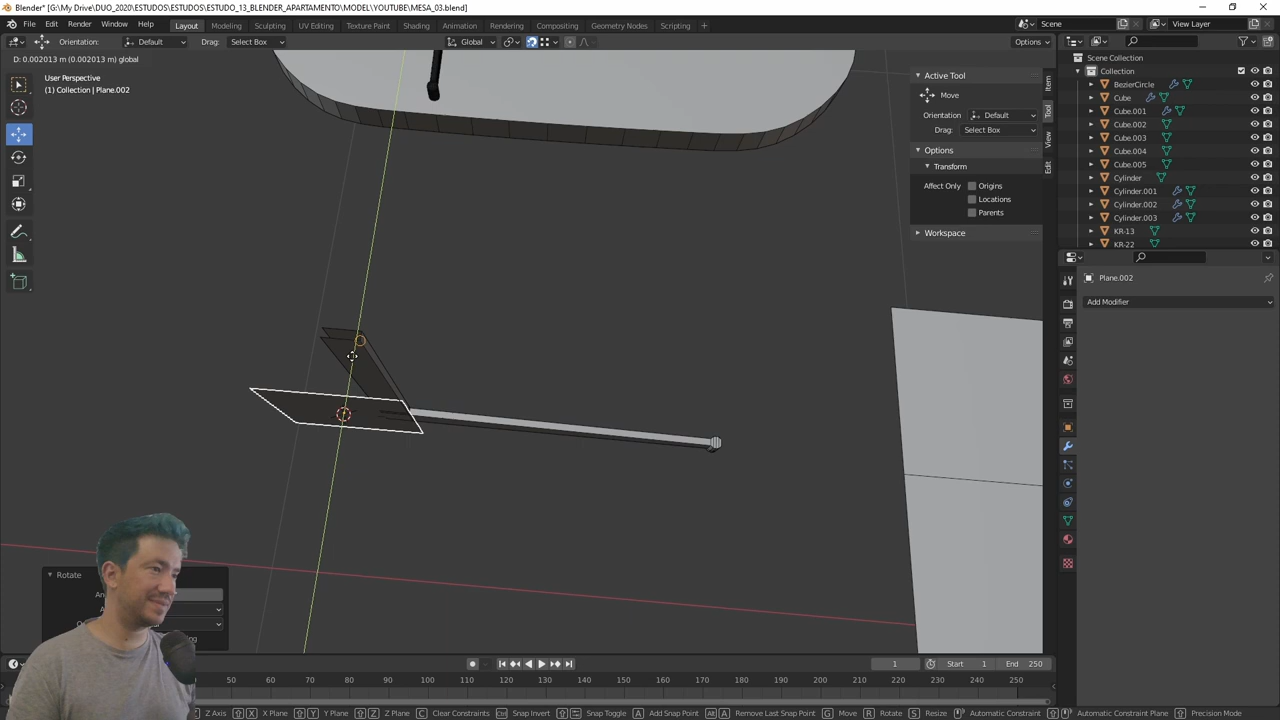 Blender* [G:\My Drive\DUO_2020\ESTUDOS\ESTUDO_13_BLENDER_APARTAMENTO\MODEL\YOUTUBE\MESA_03.blend]
File Edit Render Window Help Layout Modeling Sculpting UV Editing Texture Paint Shading Animation Rendering Compositing Geometry Nodes Scripting + Scene View Layer
Orientation: Default Drag: Select Box Global Options
D: 0.002013 m (0.002013 m) global
User Perspective
(1) Collection | Plane.002
Active Tool
Move
Orientation Default
Drag: Select Box
Options
Transform
Affect Only Origins
Locations
Parents
Workspace
Item
Tool
View
Edit
Scene Collection
Collection
BezierCircle
Cube
Cube.001
Cube.002
Cube.003
Cube.004
Cube.005
Cylinder
Cylinder.001
Cylinder.002
Cylinder.003
KR-13
KR-22
Plane.002
Add Modifier
Rotate
1 Start 1 End 250
50 60 70 80 90 100 110 120 130 140 150 160 170 180 190 200 210 220 230 240 250
Z Axis X Plane Y Plane Z Plane Clear Constraints Snap Invert Snap Toggle Add Snap Point Remove Last Snap Point Move Rotate Resize Automatic Constraint Automatic Constraint Plane Precision Mode